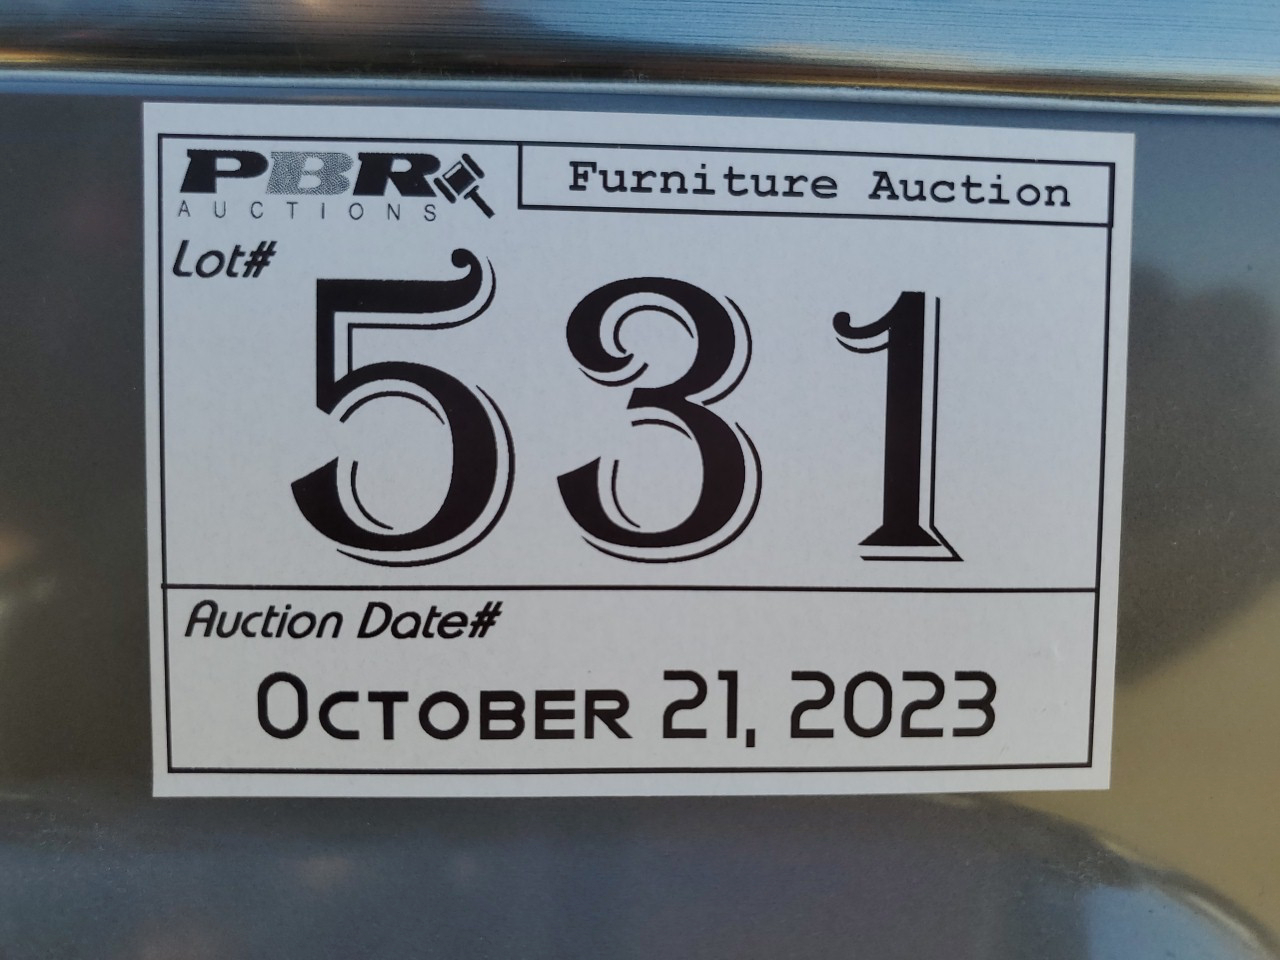 PBR
AUCTIONS
Furniture Auction
Lot#
531
Auction Date#
October 21, 2023